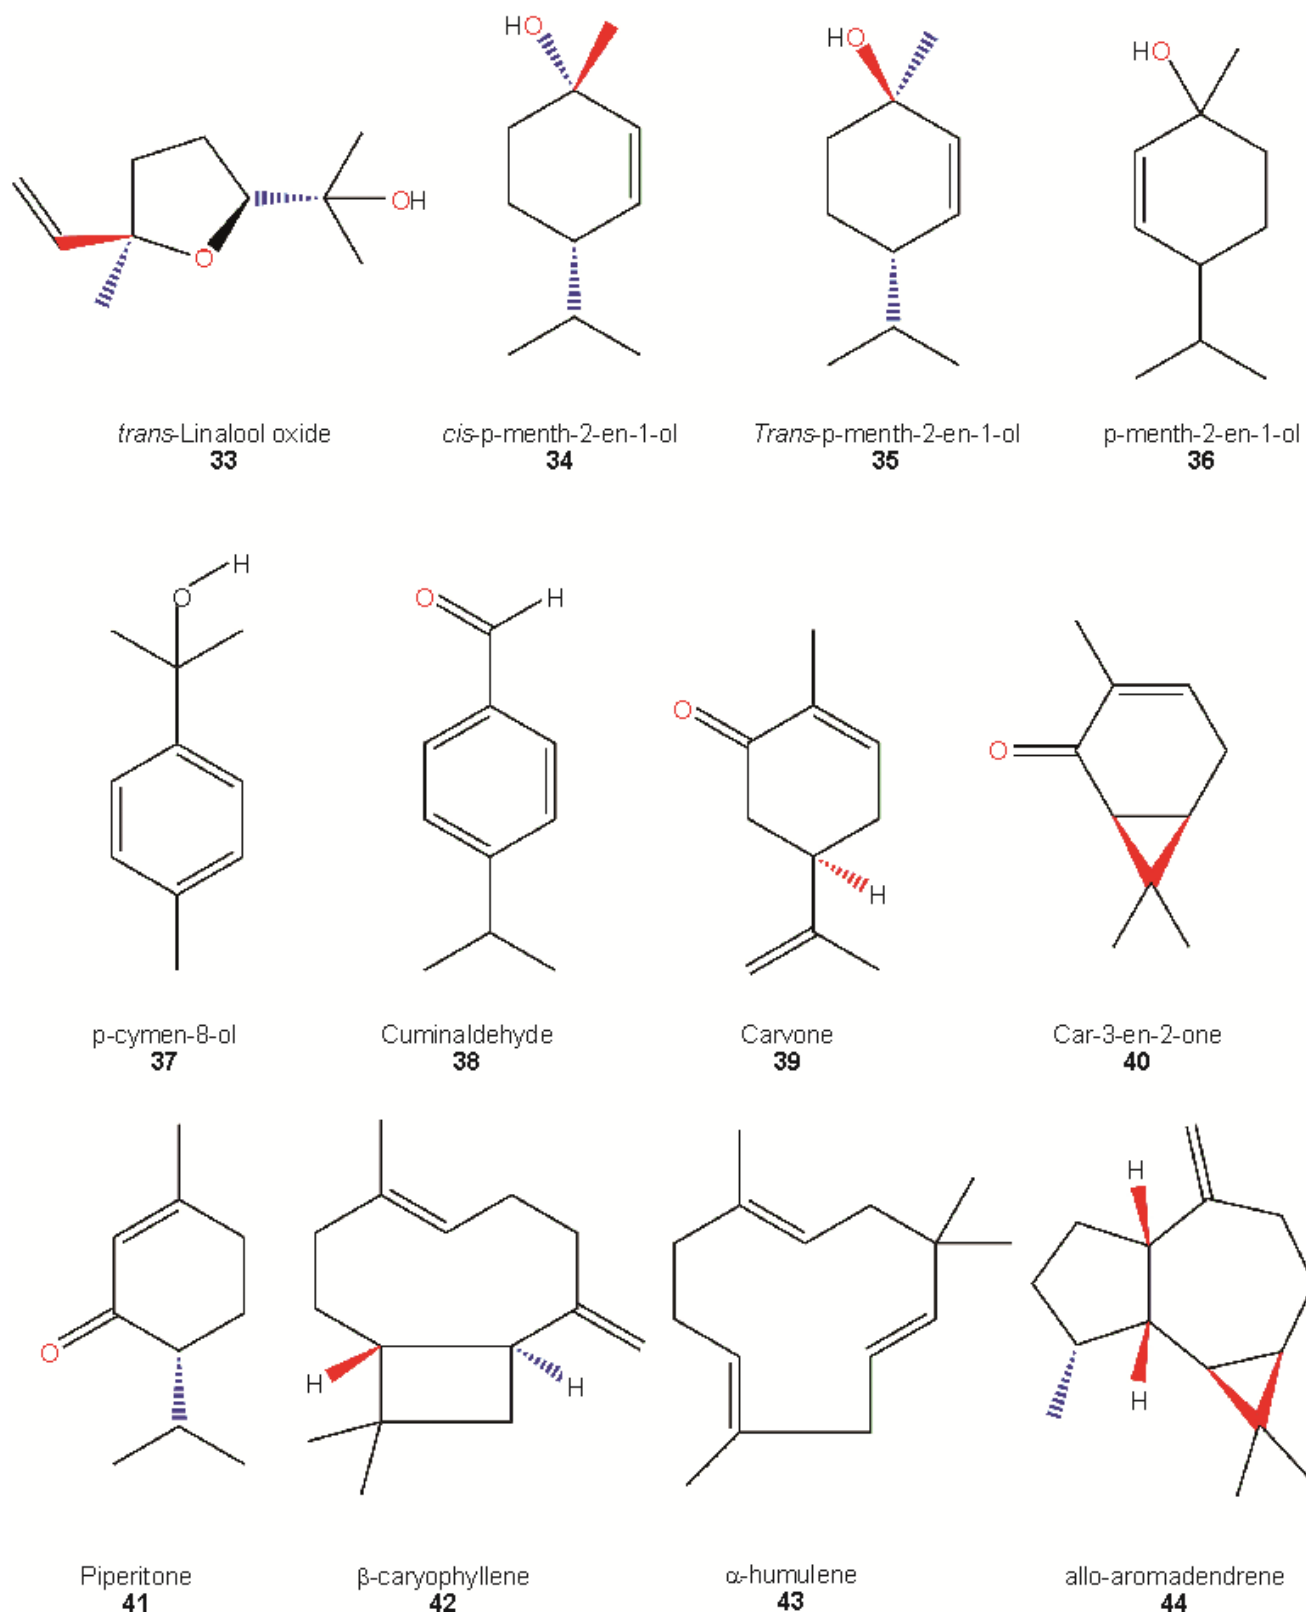 HO
HO
HO
O
OH
trans-Linalool oxide
33
cis-p-menth-2-en-1-ol
34
Trans-p-menth-2-en-1-ol
35
p-menth-2-en-1-ol
36
H
O
O
H
O
H
O
p-cymen-8-ol
37
Cuminaldehyde
38
Carvone
39
Car-3-en-2-one
40
H
O
H
H
H
Piperitone
41
β-caryophyllene
42
α-humulene
43
allo-aromadendrene
44